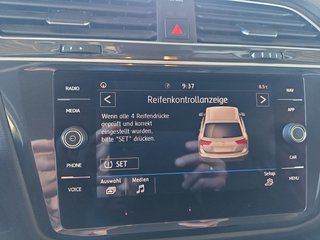 RADIO
MEDIA
PHONE
VOICE
9:37
8.5°C
Reifenkontrollanzeige
Wenn alle 4 Reifendrücke
geprüft und korrekt
eingestellt wurden,
bitte "SET" drücken.
SET
Auswahl
Medien
Setup
NAV
APP
CAR
MENU